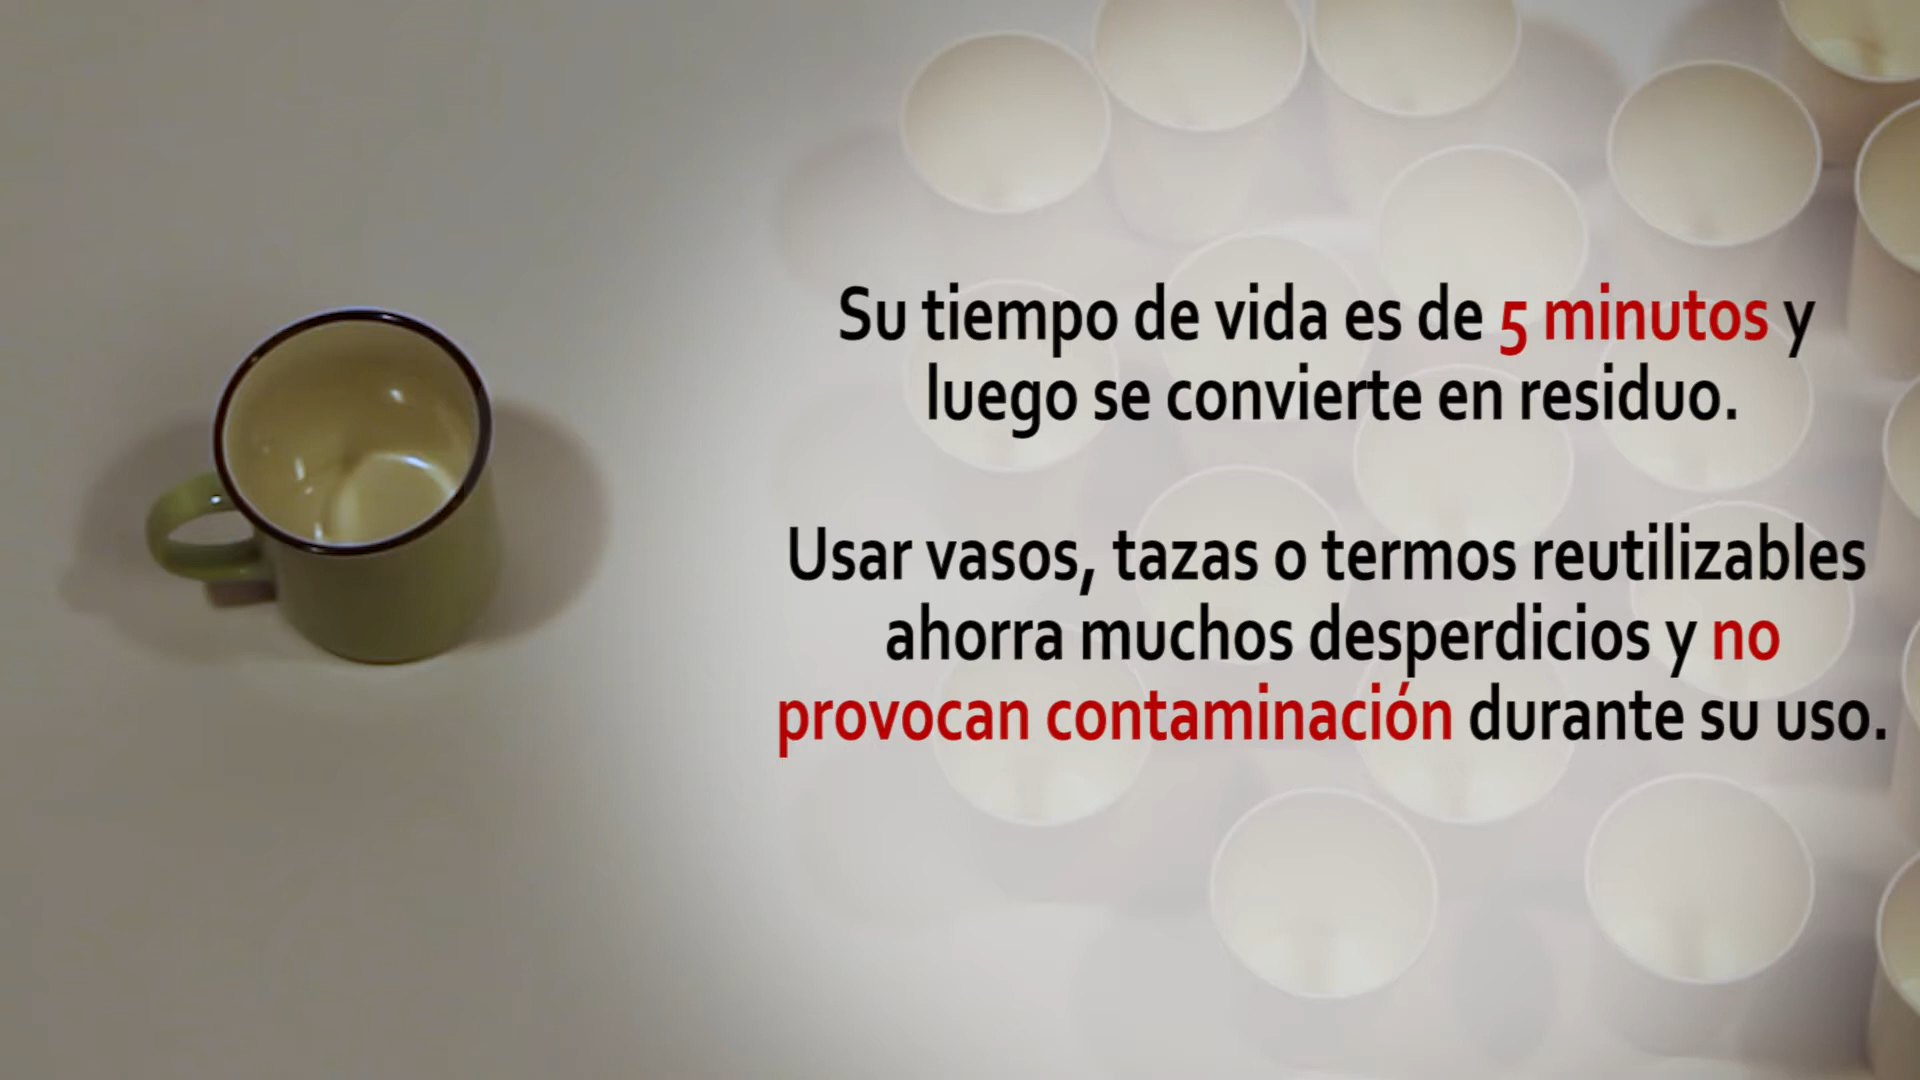 Su tiempo de vida es de 5 minutos y
luego se convierte en residuo.
Usar vasos, tazas o termos reutilizables
ahorra muchos desperdicios y no
provocan contaminación durante su uso.